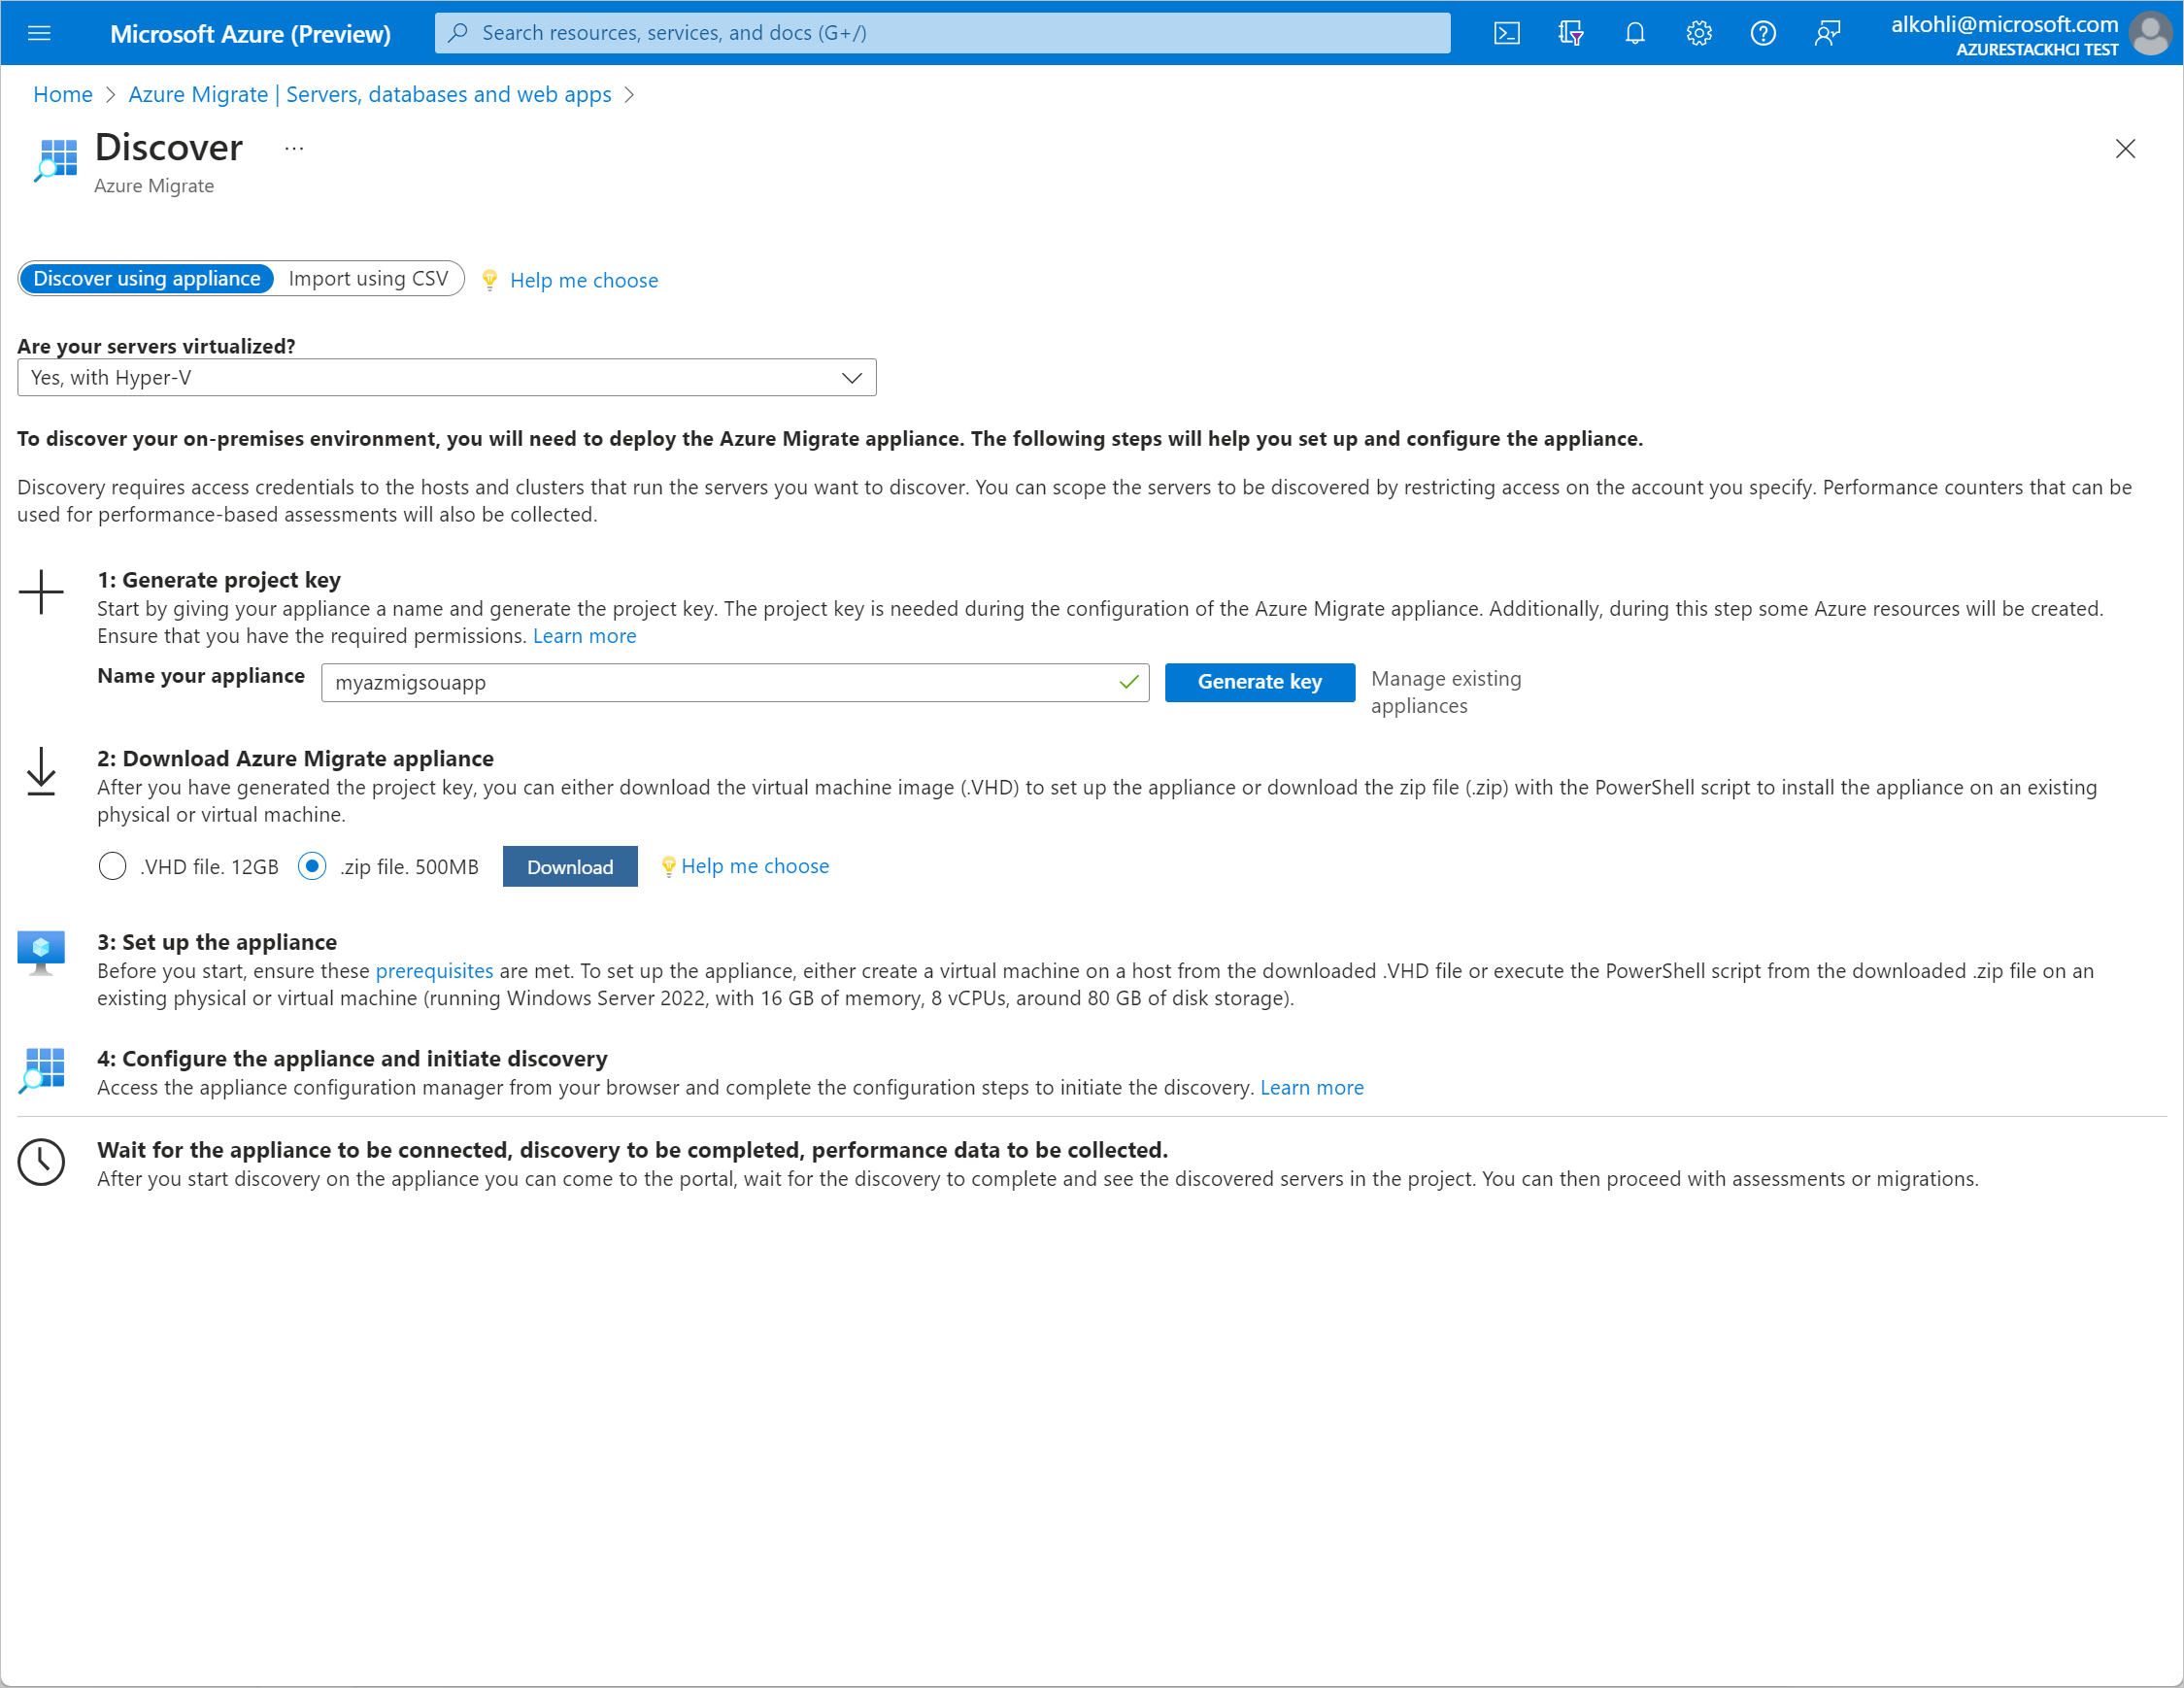 Microsoft Azure (Preview)
Search resources, services, and docs (G+/)
alkohli@microsoft.com
AZURESTACKHCI TEST
Home > Azure Migrate | Servers, databases and web apps >
Discover ...
Azure Migrate
Discover using appliance Import using CSV Help me choose
Are your servers virtualized?
Yes, with Hyper-V
To discover your on-premises environment, you will need to deploy the Azure Migrate appliance. The following steps will help you set up and configure the appliance.
Discovery requires access credentials to the hosts and clusters that run the servers you want to discover. You can scope the servers to be discovered by restricting access on the account you specify. Performance counters that can be
used for performance-based assessments will also be collected.
1: Generate project key
Start by giving your appliance a name and generate the project key. The project key is needed during the configuration of the Azure Migrate appliance. Additionally, during this step some Azure resources will be created.
Ensure that you have the required permissions. Learn more
Name your appliance myazmigsouapp Generate key Manage existing
appliances
2: Download Azure Migrate appliance
After you have generated the project key, you can either download the virtual machine image (.VHD) to set up the appliance or download the zip file (.zip) with the PowerShell script to install the appliance on an existing
physical or virtual machine.
.VHD file. 12GB .zip file. 500MB Download Help me choose
3: Set up the appliance
Before you start, ensure these prerequisites are met. To set up the appliance, either create a virtual machine on a host from the downloaded .VHD file or execute the PowerShell script from the downloaded .zip file on an
existing physical or virtual machine (running Windows Server 2022, with 16 GB of memory, 8 vCPUs, around 80 GB of disk storage).
4: Configure the appliance and initiate discovery
Access the appliance configuration manager from your browser and complete the configuration steps to initiate the discovery. Learn more
Wait for the appliance to be connected, discovery to be completed, performance data to be collected.
After you start discovery on the appliance you can come to the portal, wait for the discovery to complete and see the discovered servers in the project. You can then proceed with assessments or migrations.